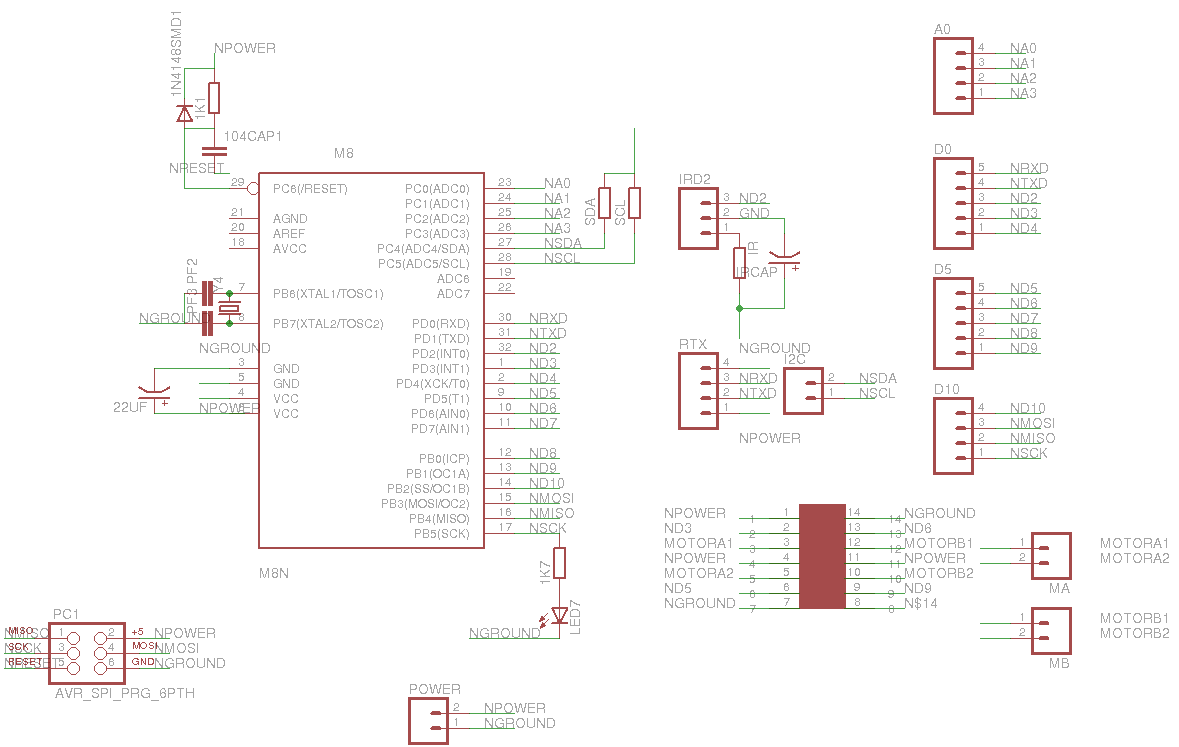 1N4148SMD1
NPOWER
1K1
104CAP1
NRESET
M8
29 PC6(/RESET)
21 AGND
20 AREF
18 AVCC
PF3 PF2
Y4
7 PB6(XTAL1/TOSC1)
NGROUND
8 PB7(XTAL2/TOSC2)
NGROUND
3 GND
5 GND
4 VCC
22UF
NPOWER
VCC
PC0(ADC0) 23 NA0
PC1(ADC1) 24 NA1
PC2(ADC2) 25 NA2
PC3(ADC3) 26 NA3
PC4(ADC4/SDA) 27 NSDA
PC5(ADC5/SCL) 28 NSCL
ADC6 19
ADC7 22
PD0(RXD) 30 NRXD
PD1(TXD) 31 NTXD
PD2(INT0) 32 ND2
PD3(INT1) 1 ND3
PD4(XCK/T0) 2 ND4
PD5(T1) 9 ND5
PD6(AIN0) 10 ND6
PD7(AIN1) 11 ND7
PB0(ICP) 12 ND8
PB1(OC1A) 13 ND9
PB2(SS/OC1B) 14 ND10
PB3(MOSI/OC2) 15 NMOSI
PB4(MISO) 16 NMISO
PB5(SCK) 17 NSCK
M8N
SDA
SCL
1K7
LED7
NGROUND
IRD2
3 ND2
2 GND
1
IR
IRCAP
NGROUND
RTX
4
3 NRXD
2 NTXD
1
NPOWER
I2C
2 NSDA
1 NSCL
A0
4 NA0
3 NA1
2 NA2
1 NA3
D0
5 NRXD
4 NTXD
3 ND2
2 ND3
1 ND4
D5
5 ND5
4 ND6
3 ND7
2 ND8
1 ND9
D10
4 ND10
3 NMOSI
2 NMISO
1 NSCK
NPOWER 1 1
ND3 2 2
MOTORA1 3 3
NPOWER 4 4
MOTORA2 5 5
ND5 6 6
NGROUND 7 7
14 14 NGROUND
13 13 ND6
12 12 MOTORB1
11 11 NPOWER
10 10 MOTORB2
9 9 ND9
8 8 N$14
1 MOTORA1
2 MOTORA2
MA
1 MOTORB1
2 MOTORB2
MB
PC1
NMISO MISO 1 2 +5 NPOWER
NSCK SCK 3 4 MOSI NMOSI
NRESET RESET 5 6 GND NGROUND
AVR_SPI_PRG_6PTH
POWER
2 NPOWER
1 NGROUND